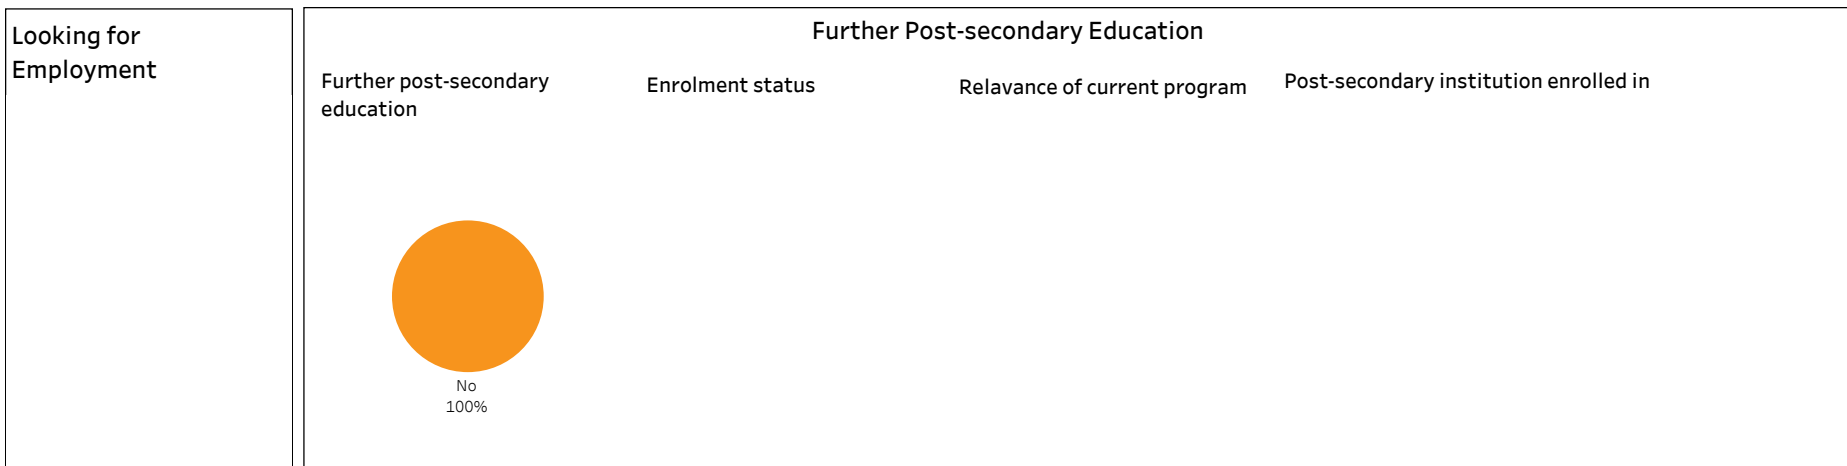 Looking for
Employment
Further Post-secondary Education
Further post-secondary
education
Enrolment status
Relavance of current program
Post-secondary institution enrolled in
No
100%